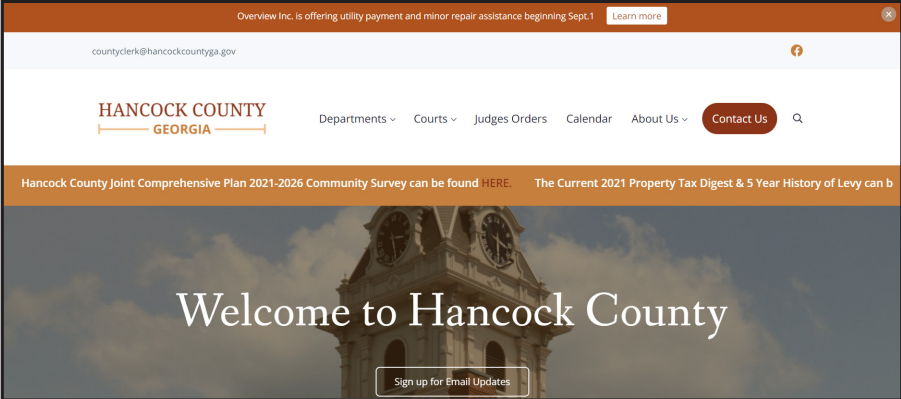 Overview Inc. is offering utility payment and minor repair assistance beginning Sept.1 Learn more
countyclerk@hancockcountyga.gov
HANCOCK COUNTY
GEORGIA
Departments Courts Judges Orders Calendar About Us Contact Us
Hancock County Joint Comprehensive Plan 2021-2026 Community Survey can be found HERE. The Current 2021 Property Tax Digest & 5 Year History of Levy can b
Welcome to Hancock County
Sign up for Email Updates